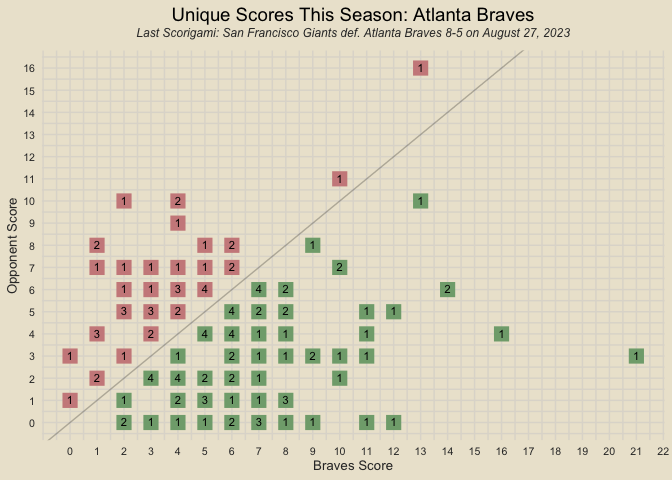 Unique Scores This Season: Atlanta Braves
Last Scorigami: San Francisco Giants def. Atlanta Braves 8-5 on August 27, 2023
16 1
15
14
13
12
11 1
10 1 2 1
9 1
8 2 1 2 1
7 1 1 1 1 1 2 2
6 1 1 3 4 4 2 2
5 3 3 2 4 2 2 1 1
4 3 2 4 4 1 1 1 1
3 1 1 1 2 1 1 2 1 1 1
2 2 4 4 2 2 1 1
1 1 1 2 3 1 1 3
0 2 1 1 1 2 3 1 1 1 1
0 1 2 3 4 5 6 7 8 9 10 11 12 13 14 15 16 17 18 19 20 21 22
Braves Score
Opponent Score